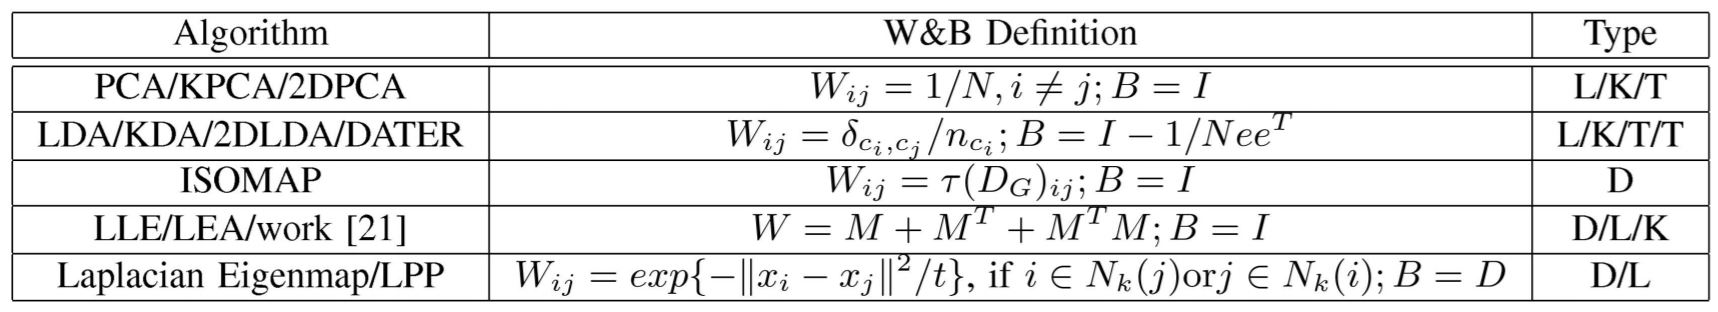 Algorithm W&B Definition Type
PCA/KPCA/2DPCA W_{ij} = 1/N, i ≠ j; B = I L/K/T
LDA/KDA/2DLDA/DATER W_{ij} = δ_{c_i,c_j}/n_{c_i}; B = I − 1/Nee^T L/K/T/T
ISOMAP W_{ij} = τ(D_G)_{ij}; B = I D
LLE/LEA/work [21] W = M + M^T + M^T M; B = I D/L/K
Laplacian Eigenmap/LPP W_{ij} = exp{−‖x_i − x_j‖^2/t}, if i ∈ N_k(j)orj ∈ N_k(i); B = D D/L